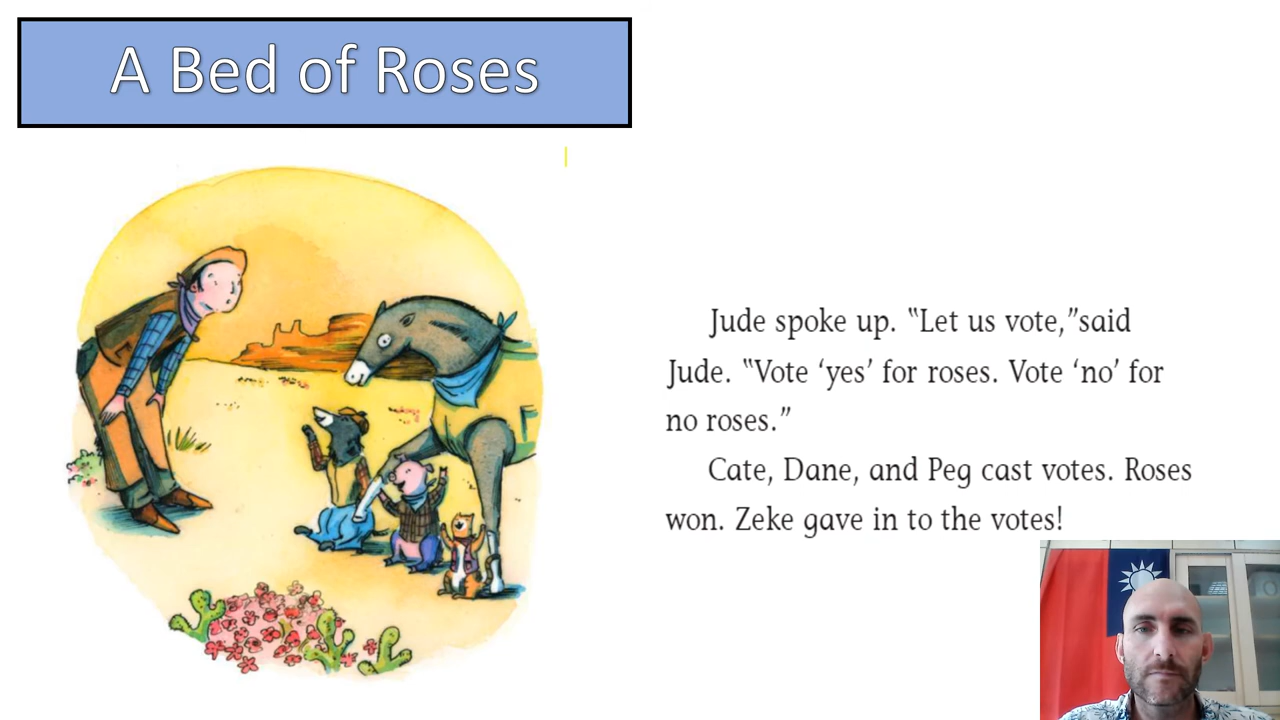 A Bed of Roses
Jude spoke up. “Let us vote,”said
Jude. “Vote ‘yes’ for roses. Vote ‘no’ for
no roses.”
Cate, Dane, and Peg cast votes. Roses
won. Zeke gave in to the votes!